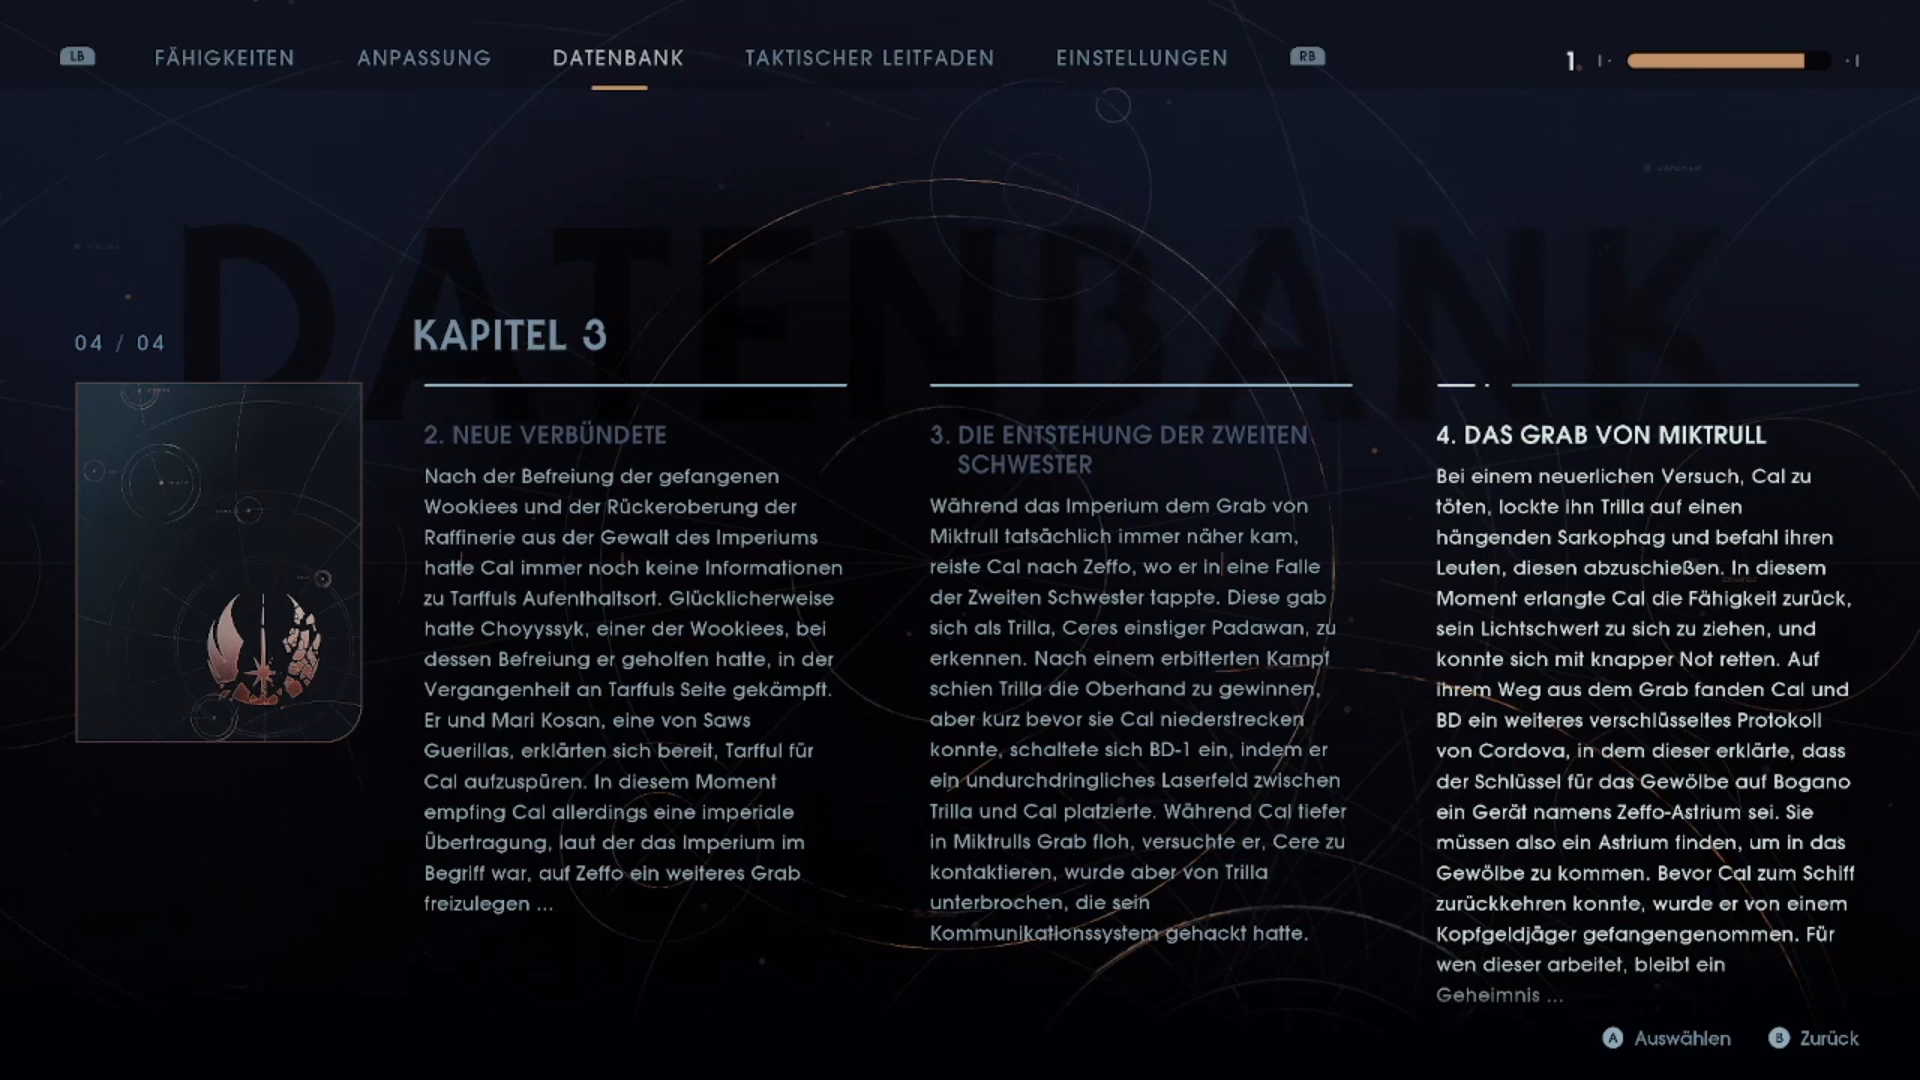 LB
FÄHIGKEITEN
ANPASSUNG
DATENBANK
TAKTISCHER LEITFADEN
EINSTELLUNGEN
RB
1.
DATENBANK
04 / 04
KAPITEL 3
2. NEUE VERBÜNDETE
Nach der Befreiung der gefangenen
Wookiees und der Rückeroberung der
Raffinerie aus der Gewalt des Imperiums
hatte Cal immer noch keine Informationen
zu Tarffuls Aufenthaltsort. Glücklicherweise
hatte Choyyssyk, einer der Wookiees, bei
dessen Befreiung er geholfen hatte, in der
Vergangenheit an Tarffuls Seite gekämpft.
Er und Mari Kosan, eine von Saws
Guerillas, erklärten sich bereit, Tarfful für
Cal aufzuspüren. In diesem Moment
empfing Cal allerdings eine imperiale
Übertragung, laut der das Imperium im
Begriff war, auf Zeffo ein weiteres Grab
freizulegen ...
3. DIE ENTSTEHUNG DER ZWEITEN
SCHWESTER
Während das Imperium dem Grab von
Miktrull tatsächlich immer näher kam,
reiste Cal nach Zeffo, wo er in eine Falle
der Zweiten Schwester tappte. Diese gab
sich als Trilla, Ceres einstiger Padawan, zu
erkennen. Nach einem erbitterten Kampf
schien Trilla die Oberhand zu gewinnen,
aber kurz bevor sie Cal niederstrecken
konnte, schaltete sich BD-1 ein, indem er
ein undurchdringliches Laserfeld zwischen
Trilla und Cal platzierte. Während Cal tiefer
in Miktrulls Grab floh, versuchte er, Cere zu
kontaktieren, wurde aber von Trilla
unterbrochen, die sein
Kommunikationssystem gehackt hatte.
4. DAS GRAB VON MIKTRULL
Bei einem neuerlichen Versuch, Cal zu
töten, lockte ihn Trilla auf einen
hängenden Sarkophag und befahl ihren
Leuten, diesen abzuschießen. In diesem
Moment erlangte Cal die Fähigkeit zurück,
sein Lichtschwert zu sich zu ziehen, und
konnte sich mit knapper Not retten. Auf
ihrem Weg aus dem Grab fanden Cal und
BD ein weiteres verschlüsseltes Protokoll
von Cordova, in dem dieser erklärte, dass
der Schlüssel für das Gewölbe auf Bogano
ein Gerät namens Zeffo-Astrium sei. Sie
müssen also ein Astrium finden, um in das
Gewölbe zu kommen. Bevor Cal zum Schiff
zurückkehren konnte, wurde er von einem
Kopfgeldjäger gefangengenommen. Für
wen dieser arbeitet, bleibt ein
Geheimnis ...
A Auswählen
B Zurück